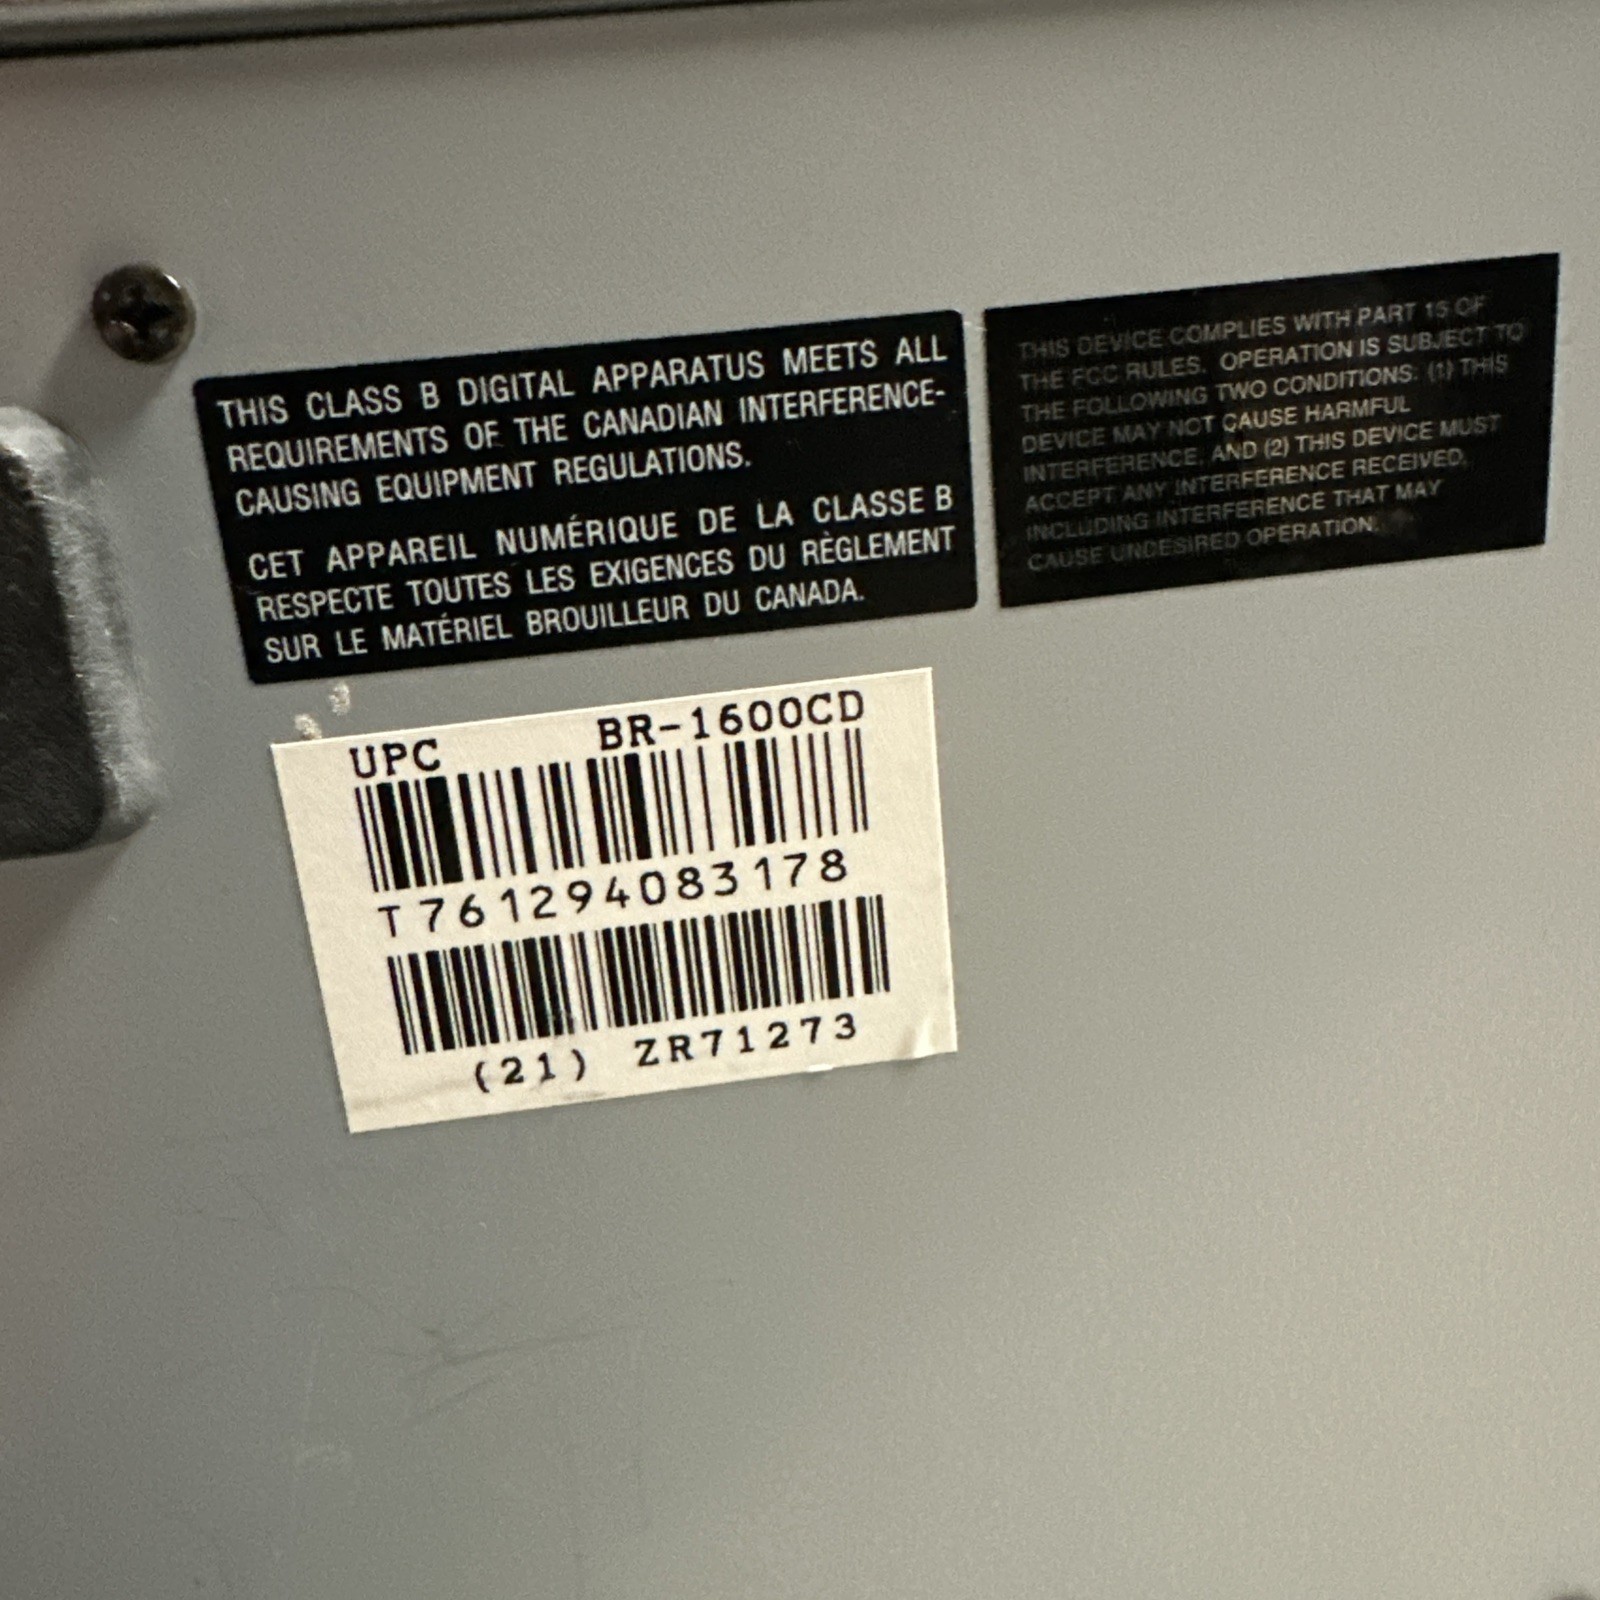 THIS CLASS B DIGITAL APPARATUS MEETS ALL
REQUIREMENTS OF THE CANADIAN INTERFERENCE-
CAUSING EQUIPMENT REGULATIONS.
CET APPAREIL NUMÉRIQUE DE LA CLASSE B
RESPECTE TOUTES LES EXIGENCES DU RÈGLEMENT
SUR LE MATÉRIEL BROUILLEUR DU CANADA.
THIS DEVICE COMPLIES WITH PART 15 OF
THE FCC RULES. OPERATION IS SUBJECT TO
THE FOLLOWING TWO CONDITIONS: (1) THIS
DEVICE MAY NOT CAUSE HARMFUL
INTERFERENCE, AND (2) THIS DEVICE MUST
ACCEPT ANY INTERFERENCE RECEIVED,
INCLUDING INTERFERENCE THAT MAY
CAUSE UNDESIRED OPERATION.
UPC BR-1600CD
T761294083178
(21) ZR71273